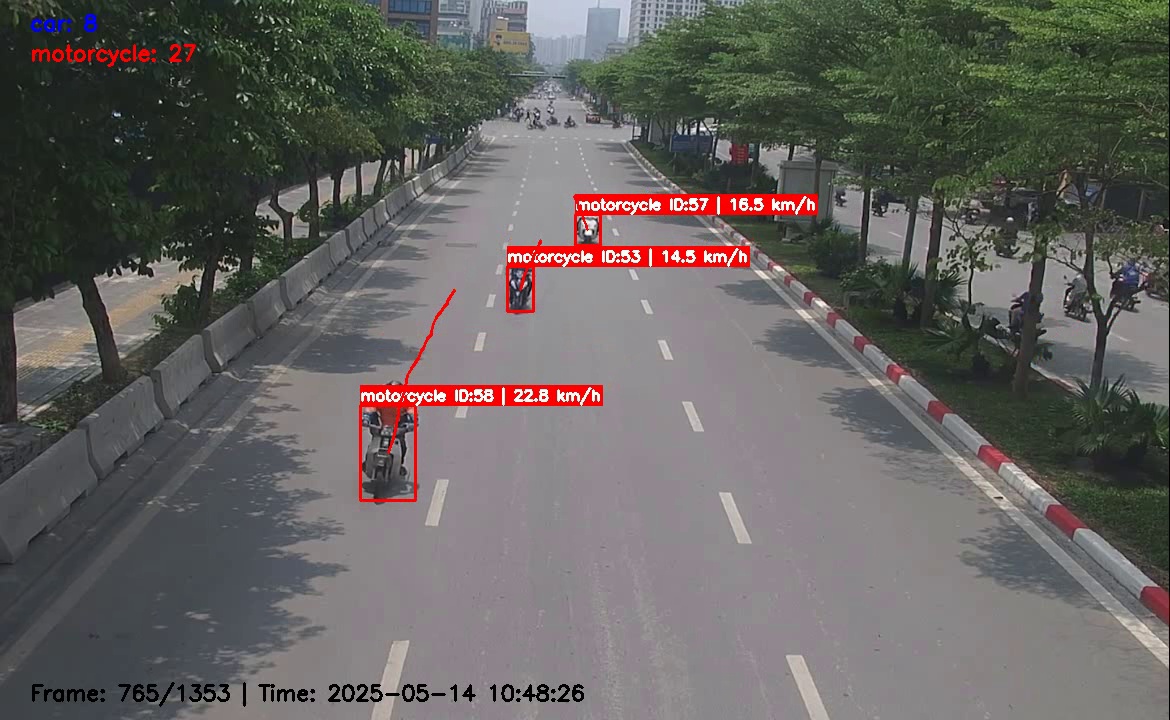 car: 8
motorcycle: 27
motorcycle ID:57 | 16.5 km/h
motorcycle ID:53 | 14.5 km/h
motorcycle ID:58 | 22.8 km/h
Frame: 765/1353 | Time: 2025-05-14 10:48:26